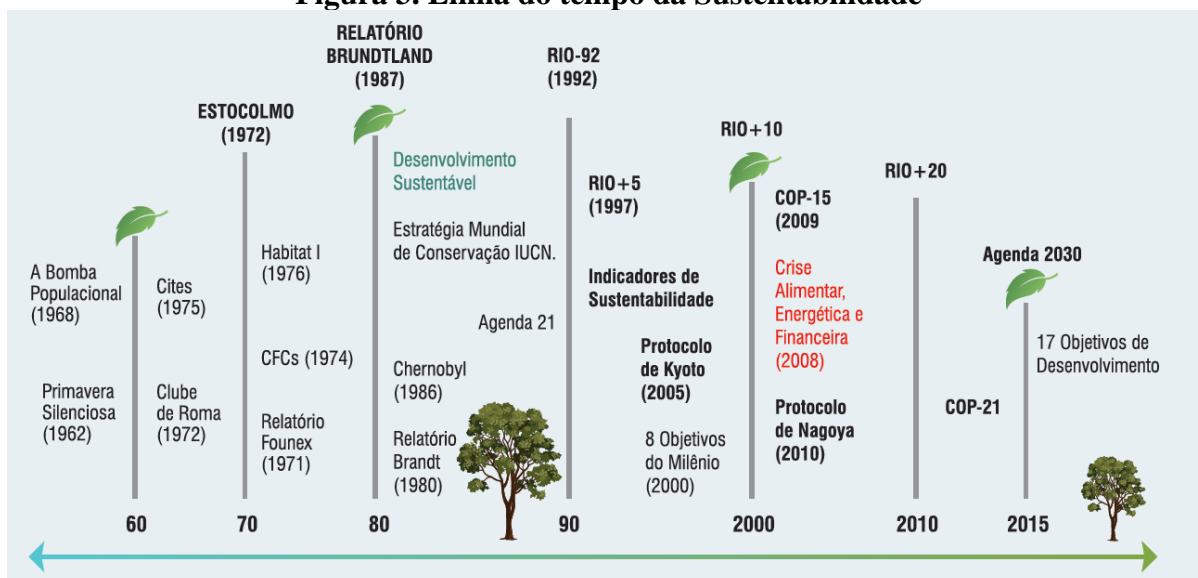 Figura 3. Linha do tempo da Sustentabilidade
RELATÓRIO
BRUNDTLAND
(1987)
RIO-92
(1992)
ESTOCOLMO
(1972)
RIO+10
RIO+20
Desenvolvimento
Sustentável
RIO+5
(1997)
COP-15
(2009
Estratégia Mundial
de Conservação IUCN.
Habitat I
(1976)
Agenda 2030
A Bomba
Populacional
(1968)
Cites
(1975)
Indicadores de
Sustentabilidade
Crise
Alimentar,
Energética e
Financeira
(2008)
Agenda 21
17 Objetivos de
Desenvolvimento
CFCs (1974)
Chernobyl
(1986)
Protocolo
de Kyoto
(2005)
Primavera
Silenciosa
(1962)
Clube
de Roma
(1972)
Relatório
Founex
(1971)
Relatório
Brandt
(1980)
8 Objetivos
do Milênio
(2000)
Protocolo
de Nagoya
(2010)
COP-21
60
70
80
90
2000
2010
2015